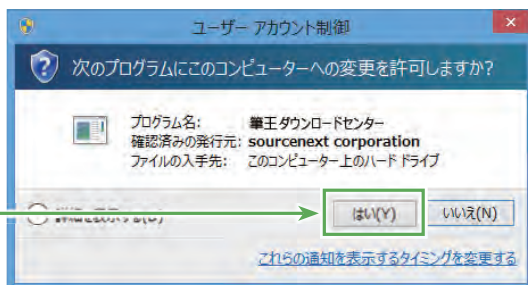 ユーザー アカウント制御
次のプログラムにこのコンピューターへの変更を許可しますか?
プログラム名: 筆王ダウンロードセンター
確認済みの発行元: sourcenext corporation
ファイルの入手先: このコンピューター上のハード ドライブ
はい(Y) いいえ(N)
これらの通知を表示するタイミングを変更する